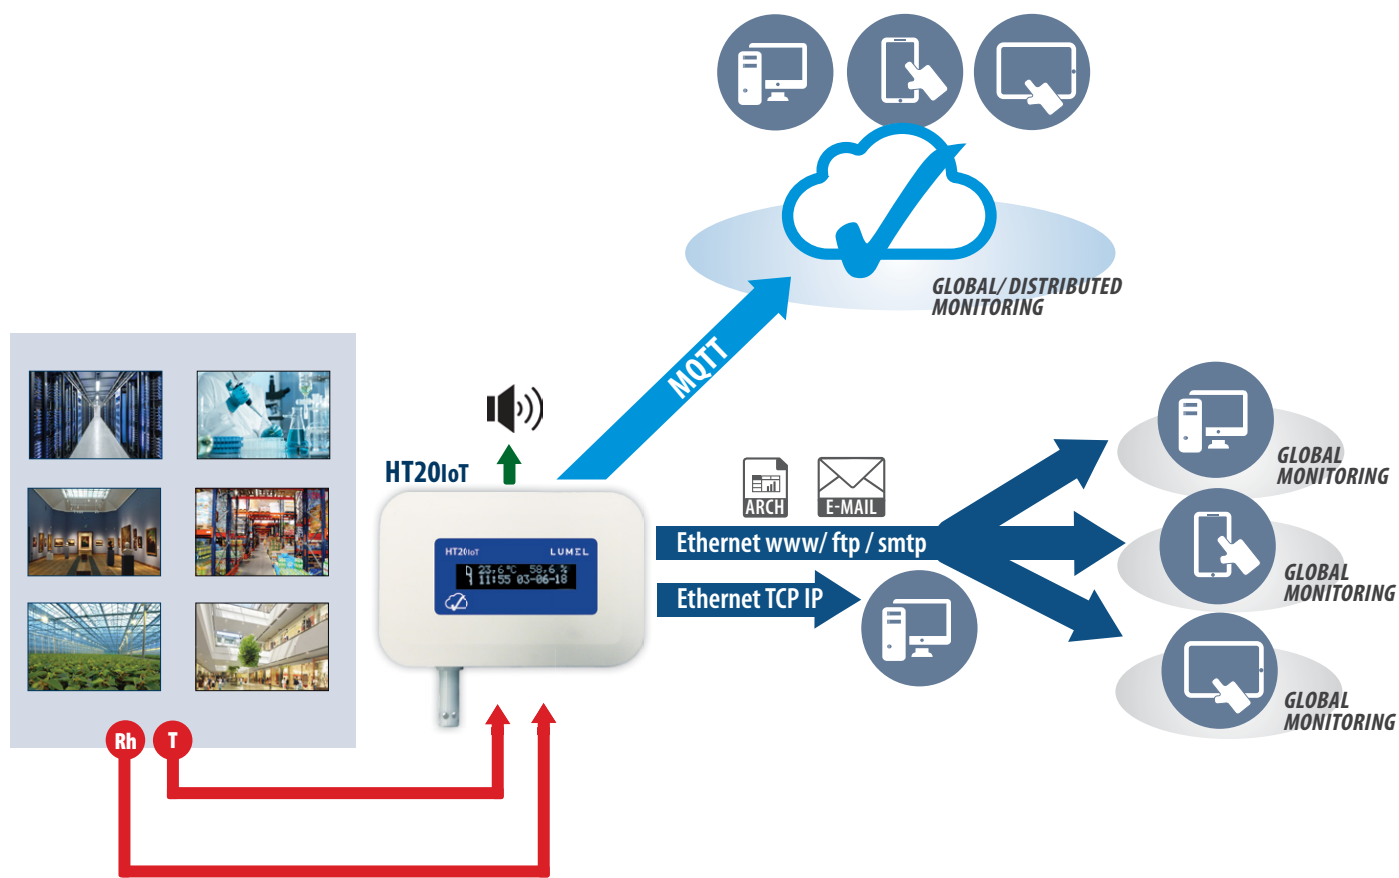 GLOBAL/ DISTRIBUTED
MONITORING
MQTT
HT20IoT
HT20IoT
LUMEL
23,6°C 58,6 %
11:55 03-06-18
ARCH
E-MAIL
Ethernet www/ ftp / smtp
Ethernet TCP IP
GLOBAL
MONITORING
GLOBAL
MONITORING
GLOBAL
MONITORING
Rh
T